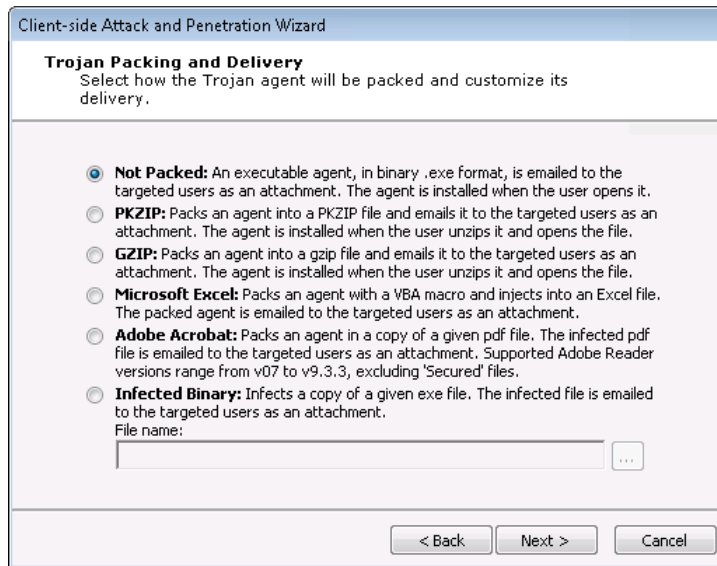 Client-side Attack and Penetration Wizard
Trojan Packing and Delivery
Select how the Trojan agent will be packed and customize its
delivery.
Not Packed: An executable agent, in binary .exe format, is emailed to the
targeted users as an attachment. The agent is installed when the user opens it.
PKZIP: Packs an agent into a PKZIP file and emails it to the targeted users as an
attachment. The agent is installed when the user unzips it and opens the file.
GZIP: Packs an agent into a gzip file and emails it to the targeted users as an
attachment. The agent is installed when the user unzips it and opens the file.
Microsoft Excel: Packs an agent with a VBA macro and injects into an Excel file.
The packed agent is emailed to the targeted users as an attachment.
Adobe Acrobat: Packs an agent in a copy of a given pdf file. The infected pdf
file is emailed to the targeted users as an attachment. Supported Adobe Reader
versions range from v07 to v9.3.3, excluding 'Secured' files.
Infected Binary: Infects a copy of a given exe file. The infected file is emailed
to the targeted users as an attachment.
File name:
...
< Back Next > Cancel